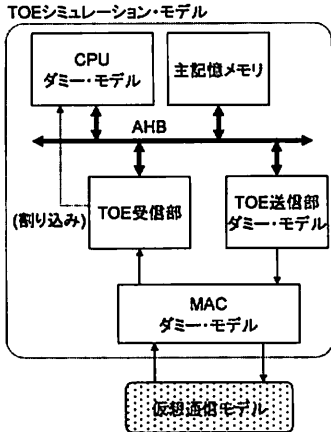 TOEシミュレーション・モデル
CPU
ダミー・モデル
主記憶メモリ
AHB
(割り込み)
TOE受信部
TOE送信部
ダミー・モデル
MAC
ダミー・モデル
仮想通信モデル